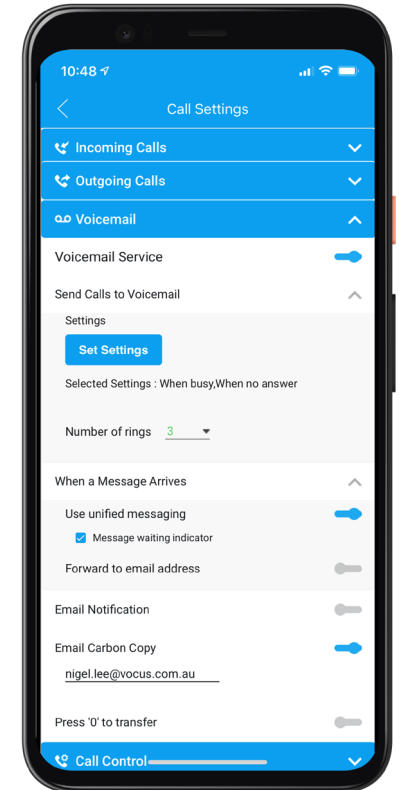 10:48
Call Settings
Incoming Calls
Outgoing Calls
Voicemail
Voicemail Service
Send Calls to Voicemail
Settings
Set Settings
Selected Settings : When busy,When no answer
Number of rings 3
When a Message Arrives
Use unified messaging
Message waiting indicator
Forward to email address
Email Notification
Email Carbon Copy
nigel.lee@vocus.com.au
Press '0' to transfer
Call Control